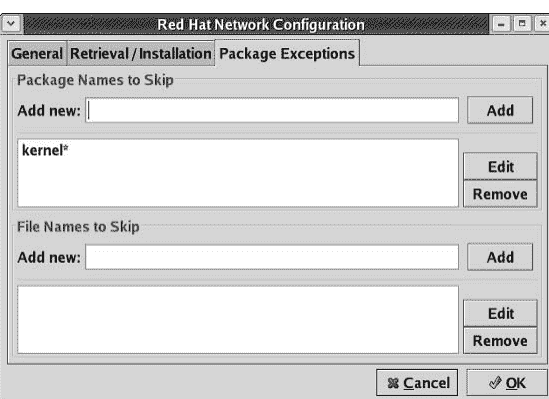 Red Hat Network Configuration
General Retrieval / Installation Package Exceptions
Package Names to Skip
Add new: Add
kernel*
Edit
Remove
File Names to Skip
Add new: Add
Edit
Remove
Cancel OK